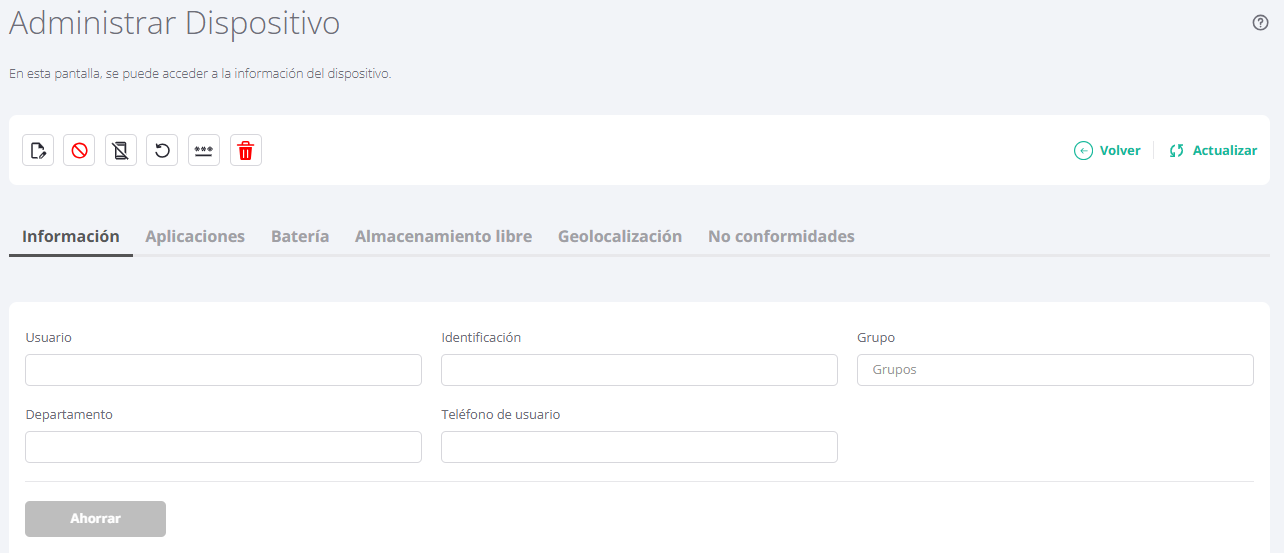 Administrar Dispositivo
En esta pantalla, se puede acceder a la información del dispositivo.
Volver Actualizar
Información Aplicaciones Batería Almacenamiento libre Geolocalización No conformidades
Usuario Identificación Grupo
Grupos
Departamento Teléfono de usuario
Ahorrar